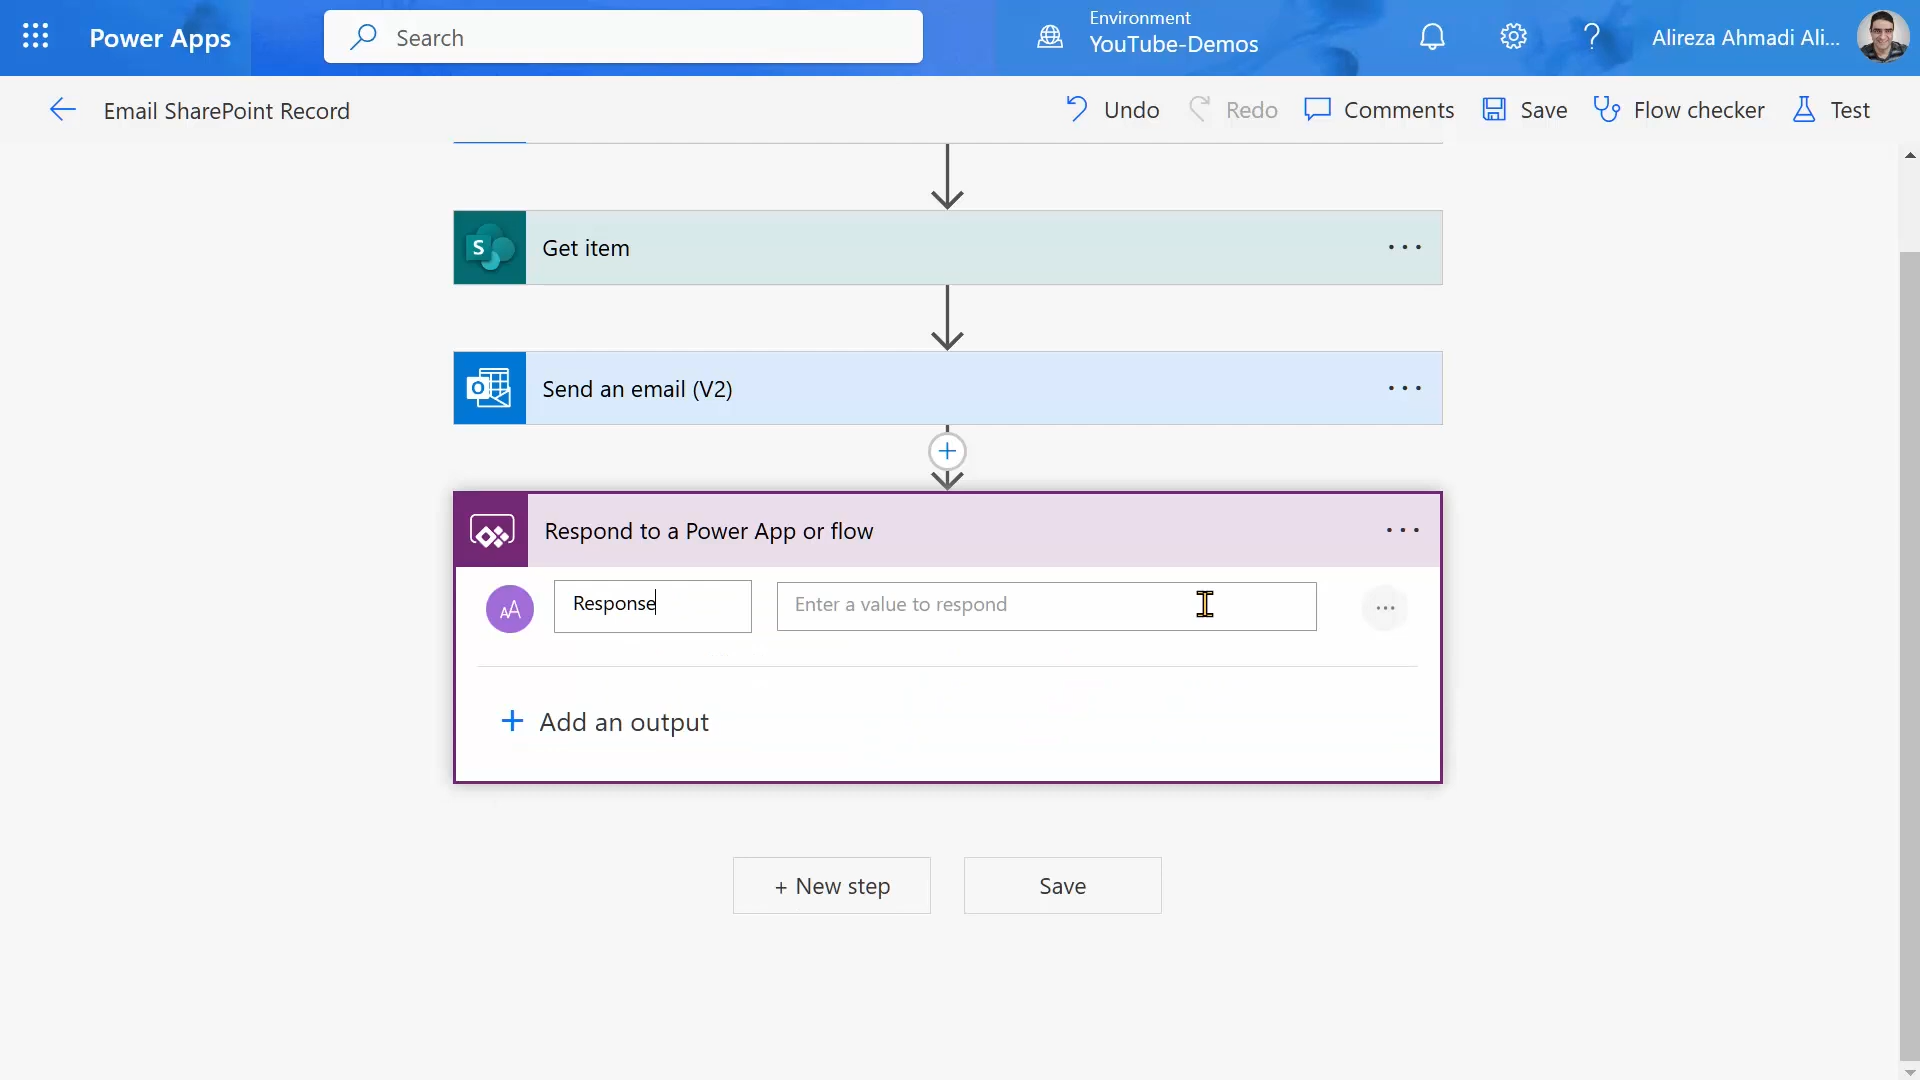 Power Apps
Search
Environment
YouTube-Demos
Alireza Ahmadi Ali...
Email SharePoint Record
Undo
Redo
Comments
Save
Flow checker
Test
S
Get item
O
Send an email (V2)
Respond to a Power App or flow
AA
Response
Enter a value to respond
+ Add an output
+ New step
Save